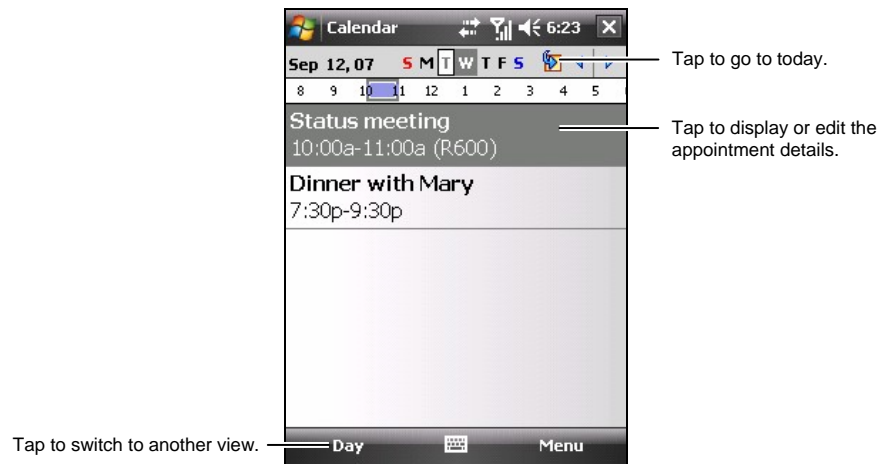 Calendar 6:23
Sep 12, 07 S M T W T F S
Tap to go to today.
8 9 10 11 12 1 2 3 4 5
Status meeting
10:00a-11:00a (R600)
Tap to display or edit the
appointment details.
Dinner with Mary
7:30p-9:30p
Tap to switch to another view.
Day Menu